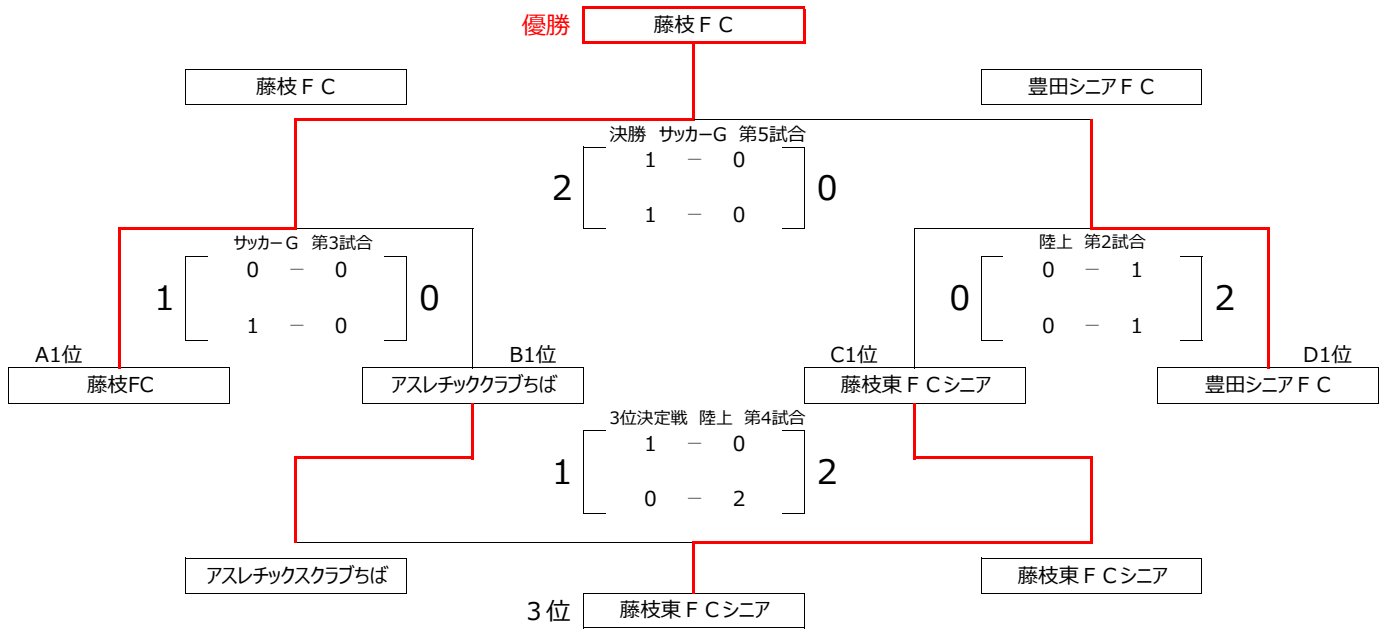 優勝
藤枝ＦＣ
藤枝ＦＣ
豊田シニアＦＣ
決勝 サッカーG 第5試合
2
1 － 0
1 － 0
0
サッカーG 第3試合
1
0 － 0
1 － 0
0
陸上 第2試合
0
0 － 1
0 － 1
2
A1位
B1位
C1位
D1位
藤枝FC
アスレチッククラブちば
藤枝東ＦＣシニア
豊田シニアＦＣ
3位決定戦 陸上 第4試合
1
1 － 0
0 － 2
2
アスレチックスクラブちば
藤枝東ＦＣシニア
３位
藤枝東ＦＣシニア